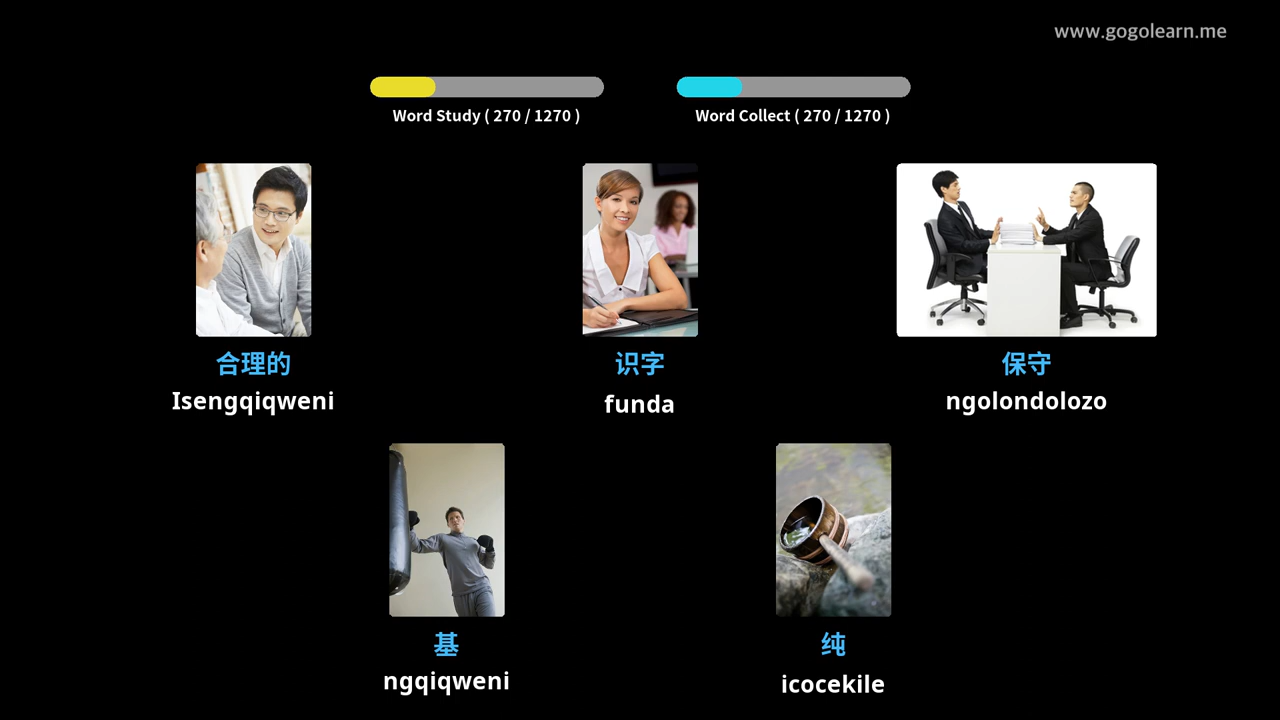 www.gogolearn.me
Word Study ( 270 / 1270 )
Word Collect ( 270 / 1270 )
合理的
Isengqiqweni
识字
funda
保守
ngolondolozo
基
ngqiqweni
纯
icocekile